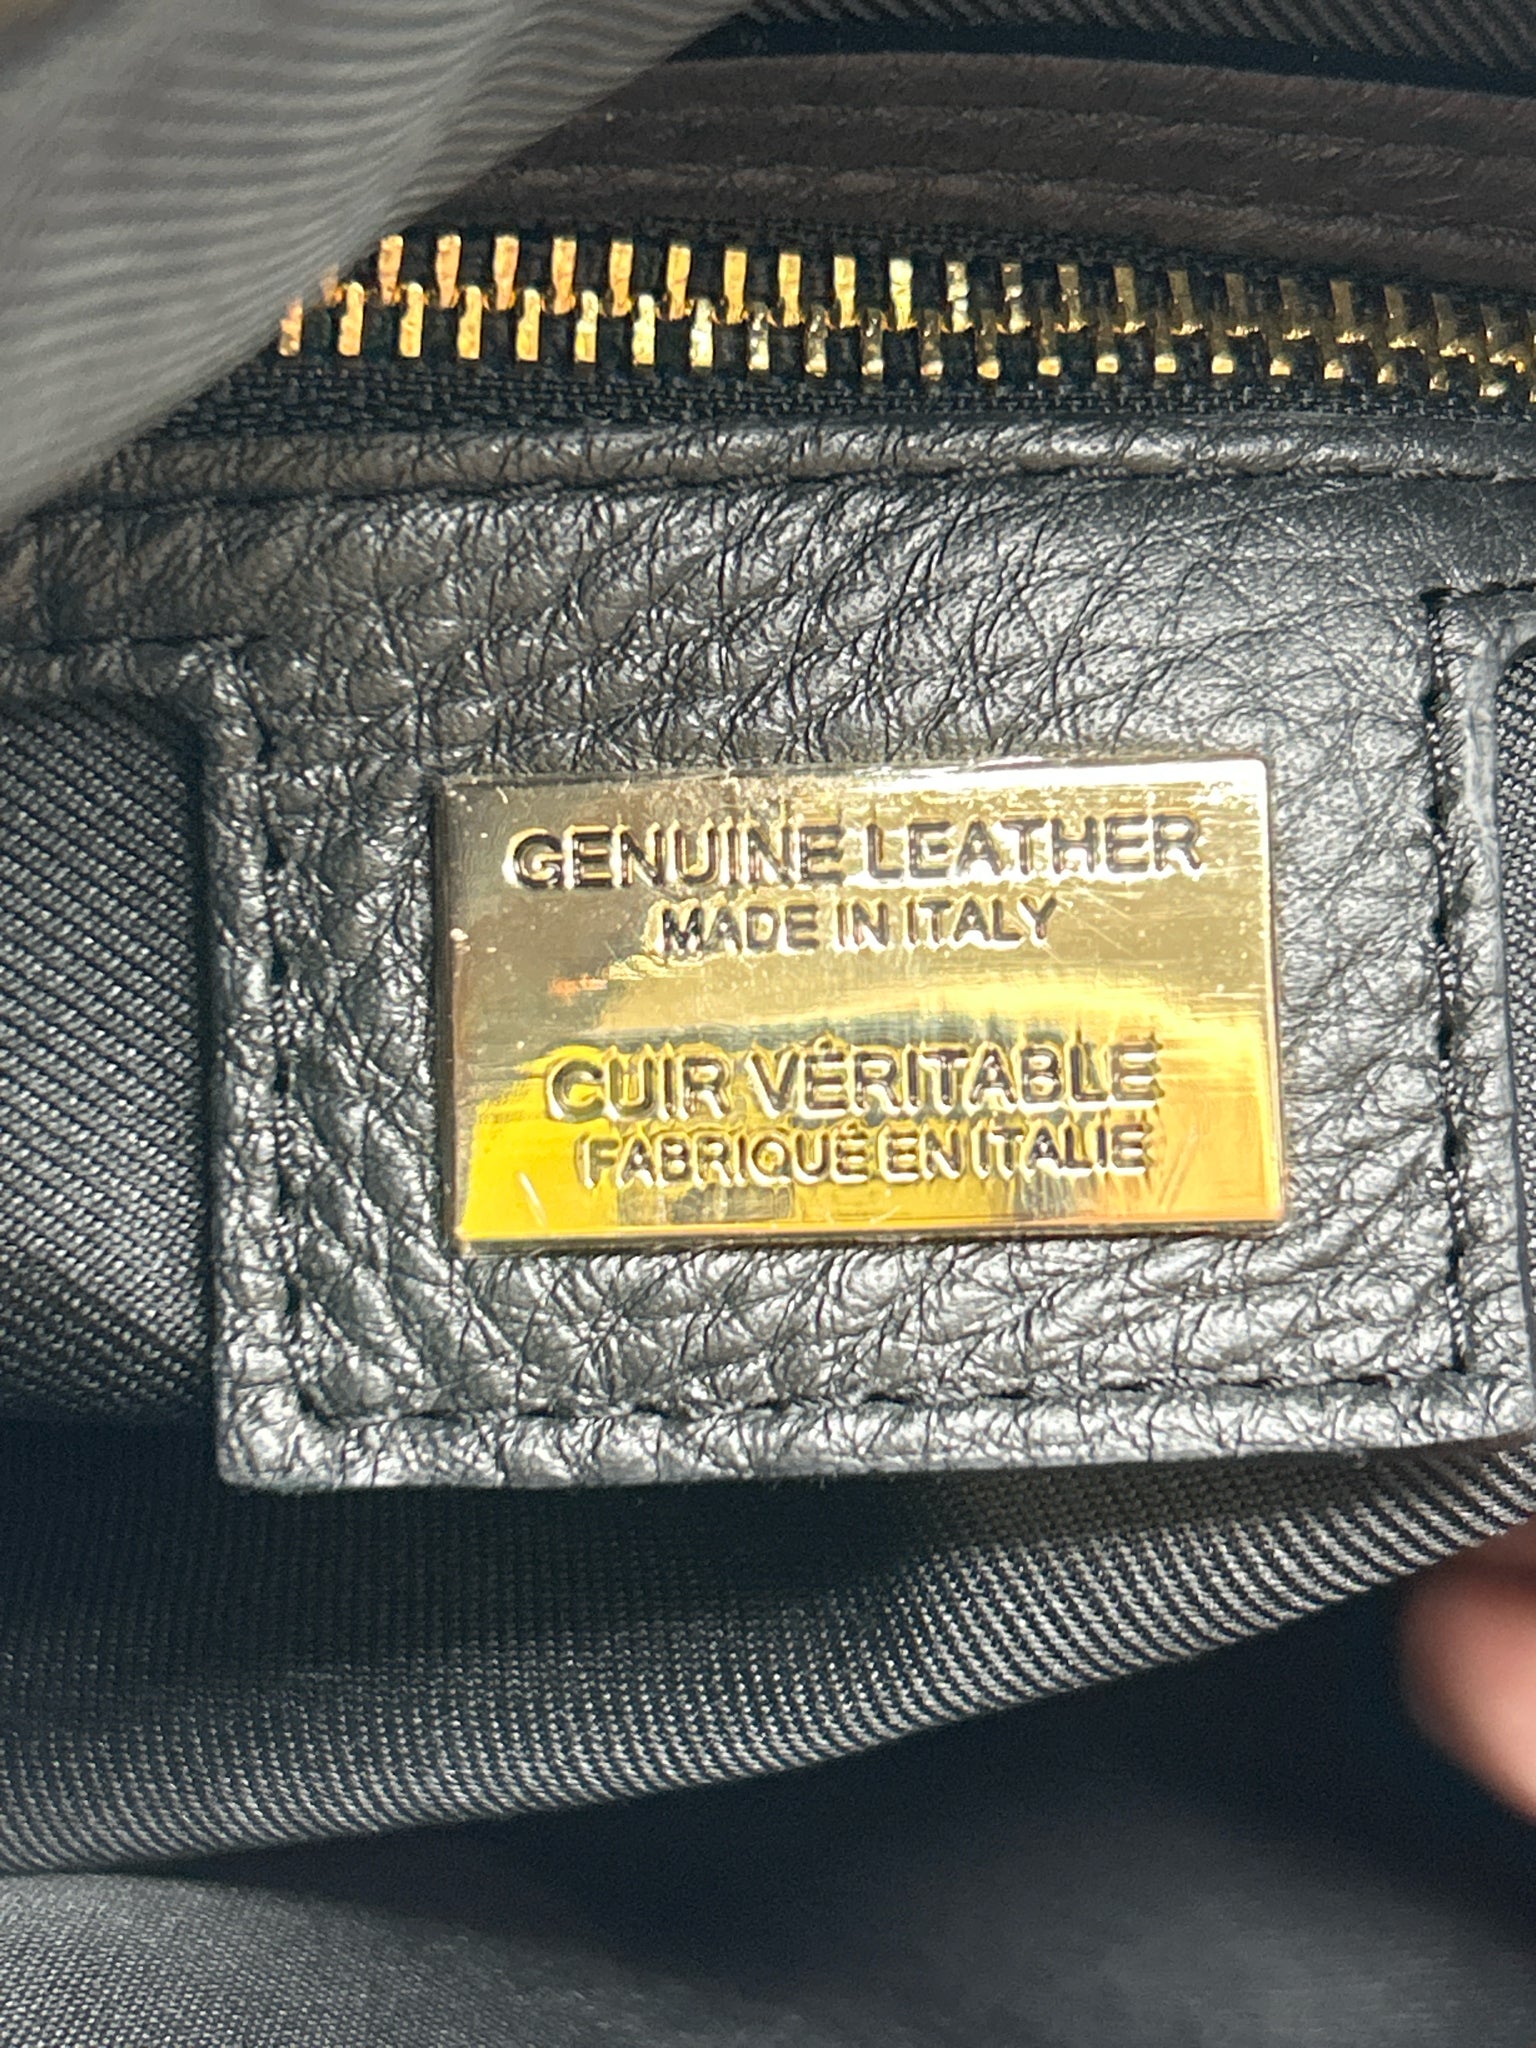 GENUINE LEATHER
MADE IN ITALY
CUIR VÉRITABLE
FABRIQUÉ EN ITALIE